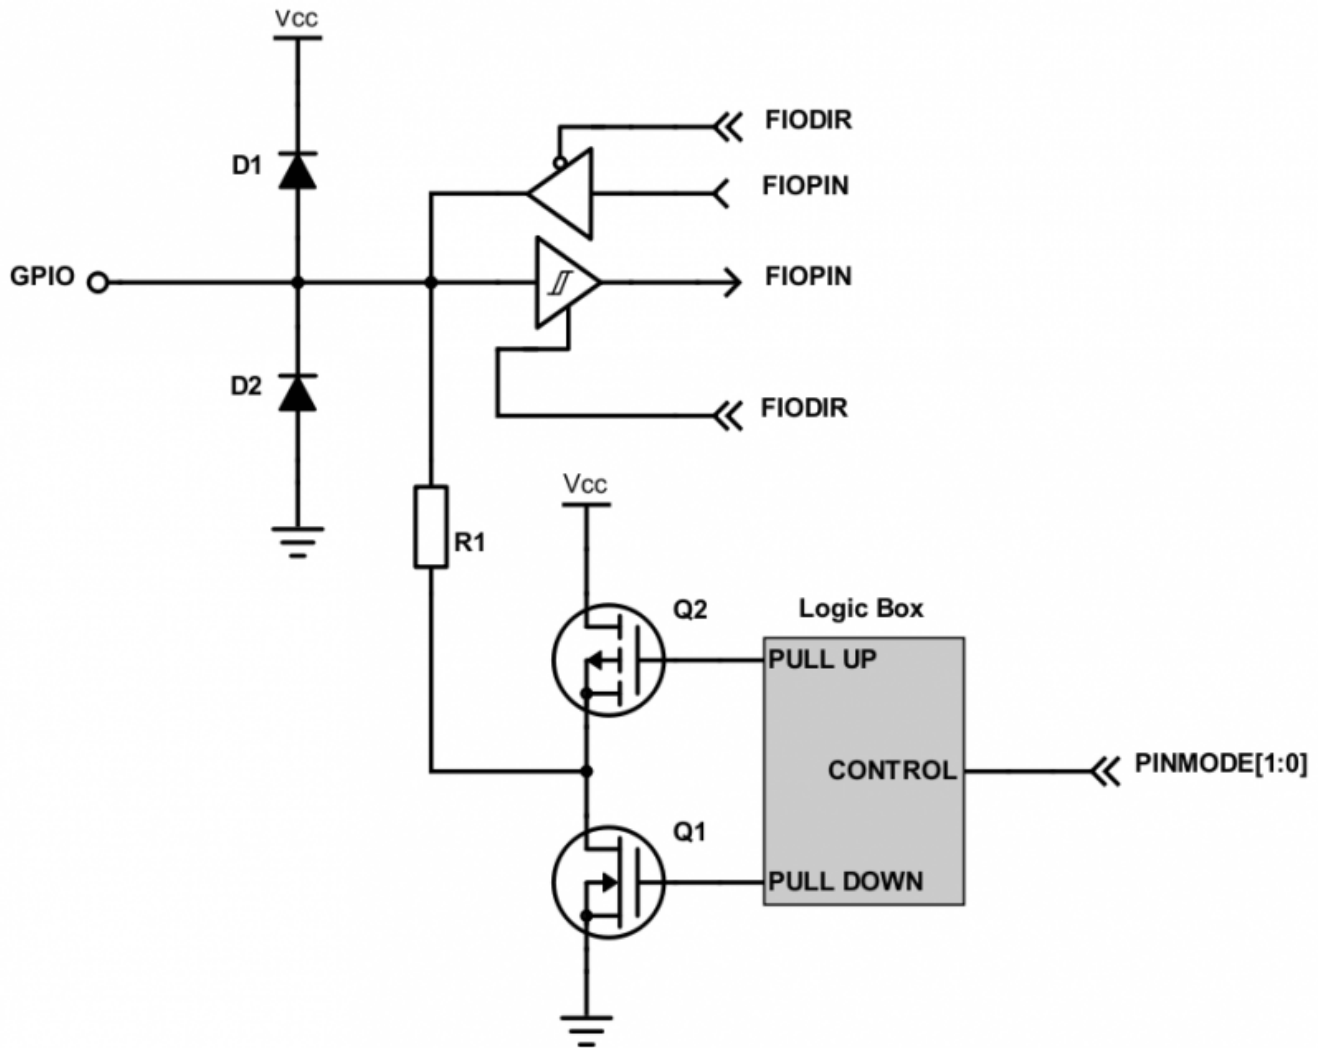 Vcc
FIODIR
D1
FIOPIN
GPIO
FIOPIN
D2
FIODIR
Vcc
R1
Q2
Logic Box
PULL UP
CONTROL
PINMODE[1:0]
Q1
PULL DOWN